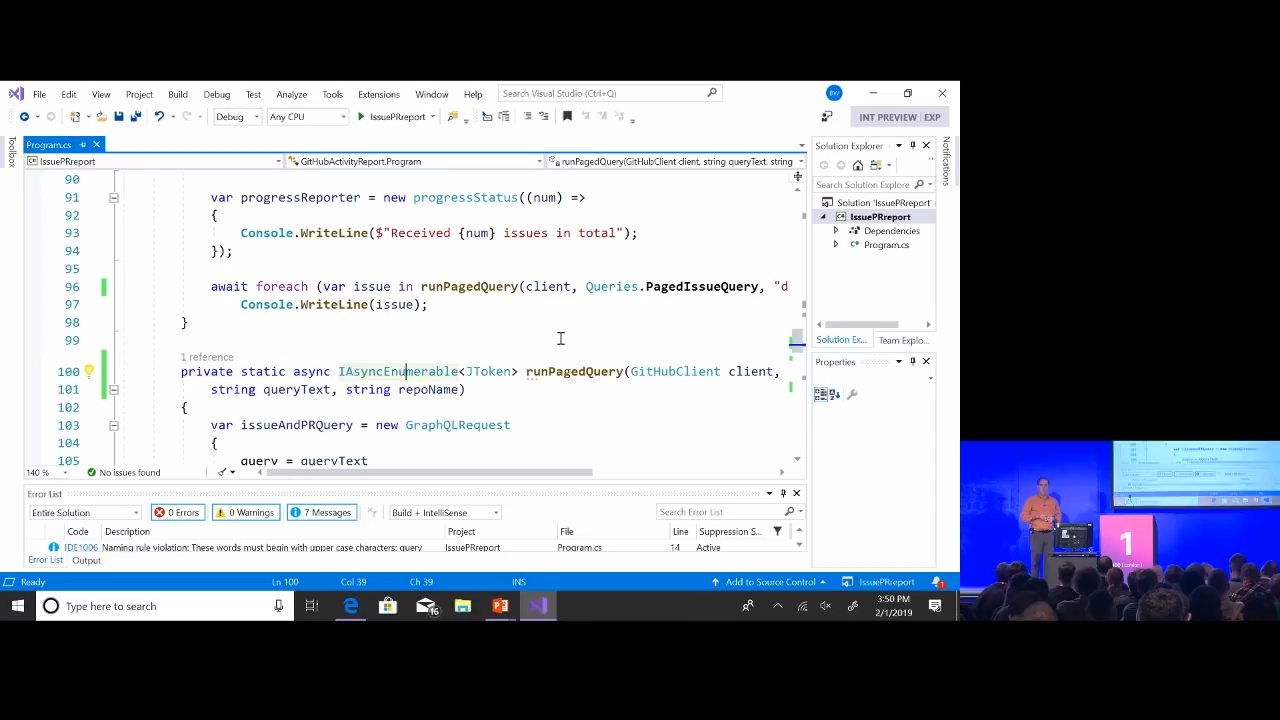 File Edit View Project Build Debug Test Analyze Tools Extensions Window Help Search Visual Studio (Ctrl+Q) BW
Debug Any CPU IssuePRreport INT PREVIEW EXP
Toolbox
Program.cs
IssuePRreport GitHubActivityReport.Program runPagedQuery(GitHubClient client, string queryText, string
90
91 var progressReporter = new progressStatus((num) =>
92 {
93 Console.WriteLine($"Received {num} issues in total");
94 });
95
96 await foreach (var issue in runPagedQuery(client, Queries.PagedIssueQuery, "d
97 Console.WriteLine(issue);
98 }
99
1 reference
100 private static async IAsyncEnumerable<JToken> runPagedQuery(GitHubClient client,
101 string queryText, string repoName)
102 {
103 var issueAndPRQuery = new GraphQLRequest
104 {
105 query = queryText
140 % No issues found
Solution Explorer
Search Solution Explore
Solution 'IssuePRreport'
IssuePRreport
Dependencies
Program.cs
Solution Ex... Team Explo...
Properties
Notifications
Error List
Entire Solution 0 Errors 0 Warnings 7 Messages Build + IntelliSense Search Error List
Code Description Project File Line Suppression S...
IDE1006 Naming rule violation: These words must begin with upper case characters: query IssuePRreport Program.cs 14 Active
Error List Output
Ready Ln 100 Col 39 Ch 39 INS Add to Source Control IssuePRreport 1
Type here to search 16 3:50 PM
2/1/2019
1